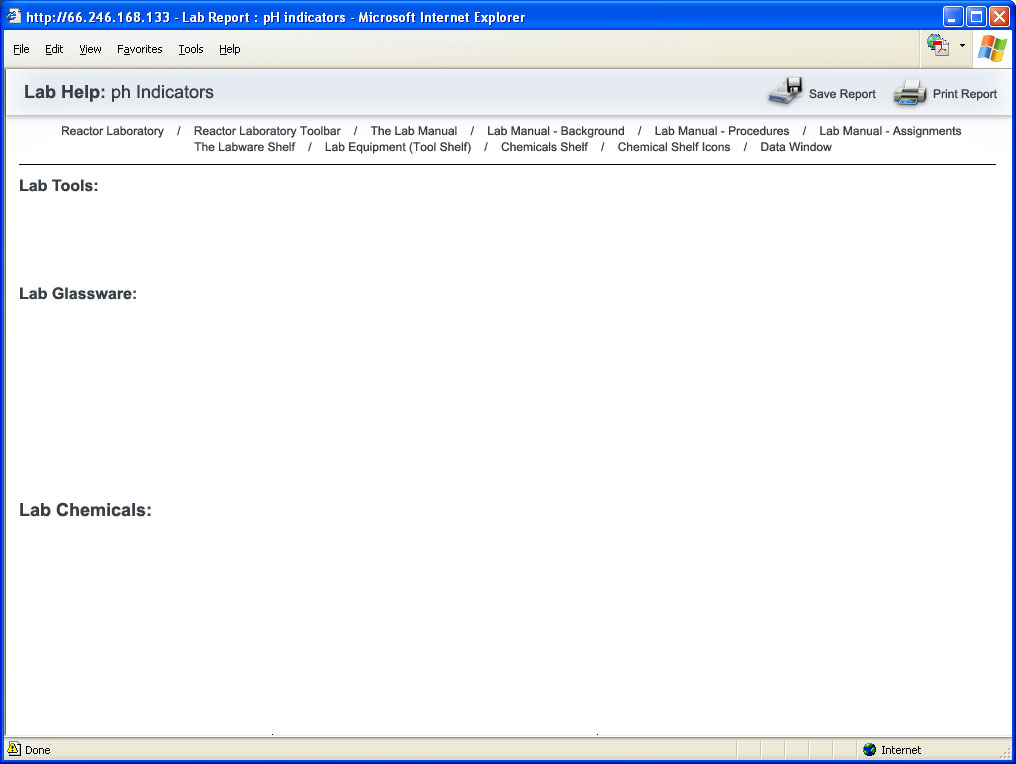 http://66.246.168.133 - Lab Report : pH indicators - Microsoft Internet Explorer
File Edit View Favorites Tools Help
Lab Help: ph Indicators Save Report Print Report
Reactor Laboratory / Reactor Laboratory Toolbar / The Lab Manual / Lab Manual - Background / Lab Manual - Procedures / Lab Manual - Assignments
The Labware Shelf / Lab Equipment (Tool Shelf) / Chemicals Shelf / Chemical Shelf Icons / Data Window
Lab Tools:
Lab Glassware:
Lab Chemicals:
Done Internet